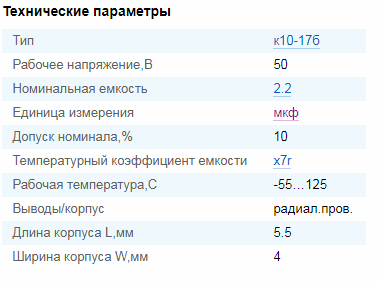 Технические параметры
Тип к10-17б
Рабочее напряжение,В 50
Номинальная емкость 2.2
Единица измерения мкф
Допуск номинала,% 10
Температурный коэффициент емкости x7r
Рабочая температура,С -55…125
Выводы/корпус радиал.пров.
Длина корпуса L,мм 5.5
Ширина корпуса W,мм 4